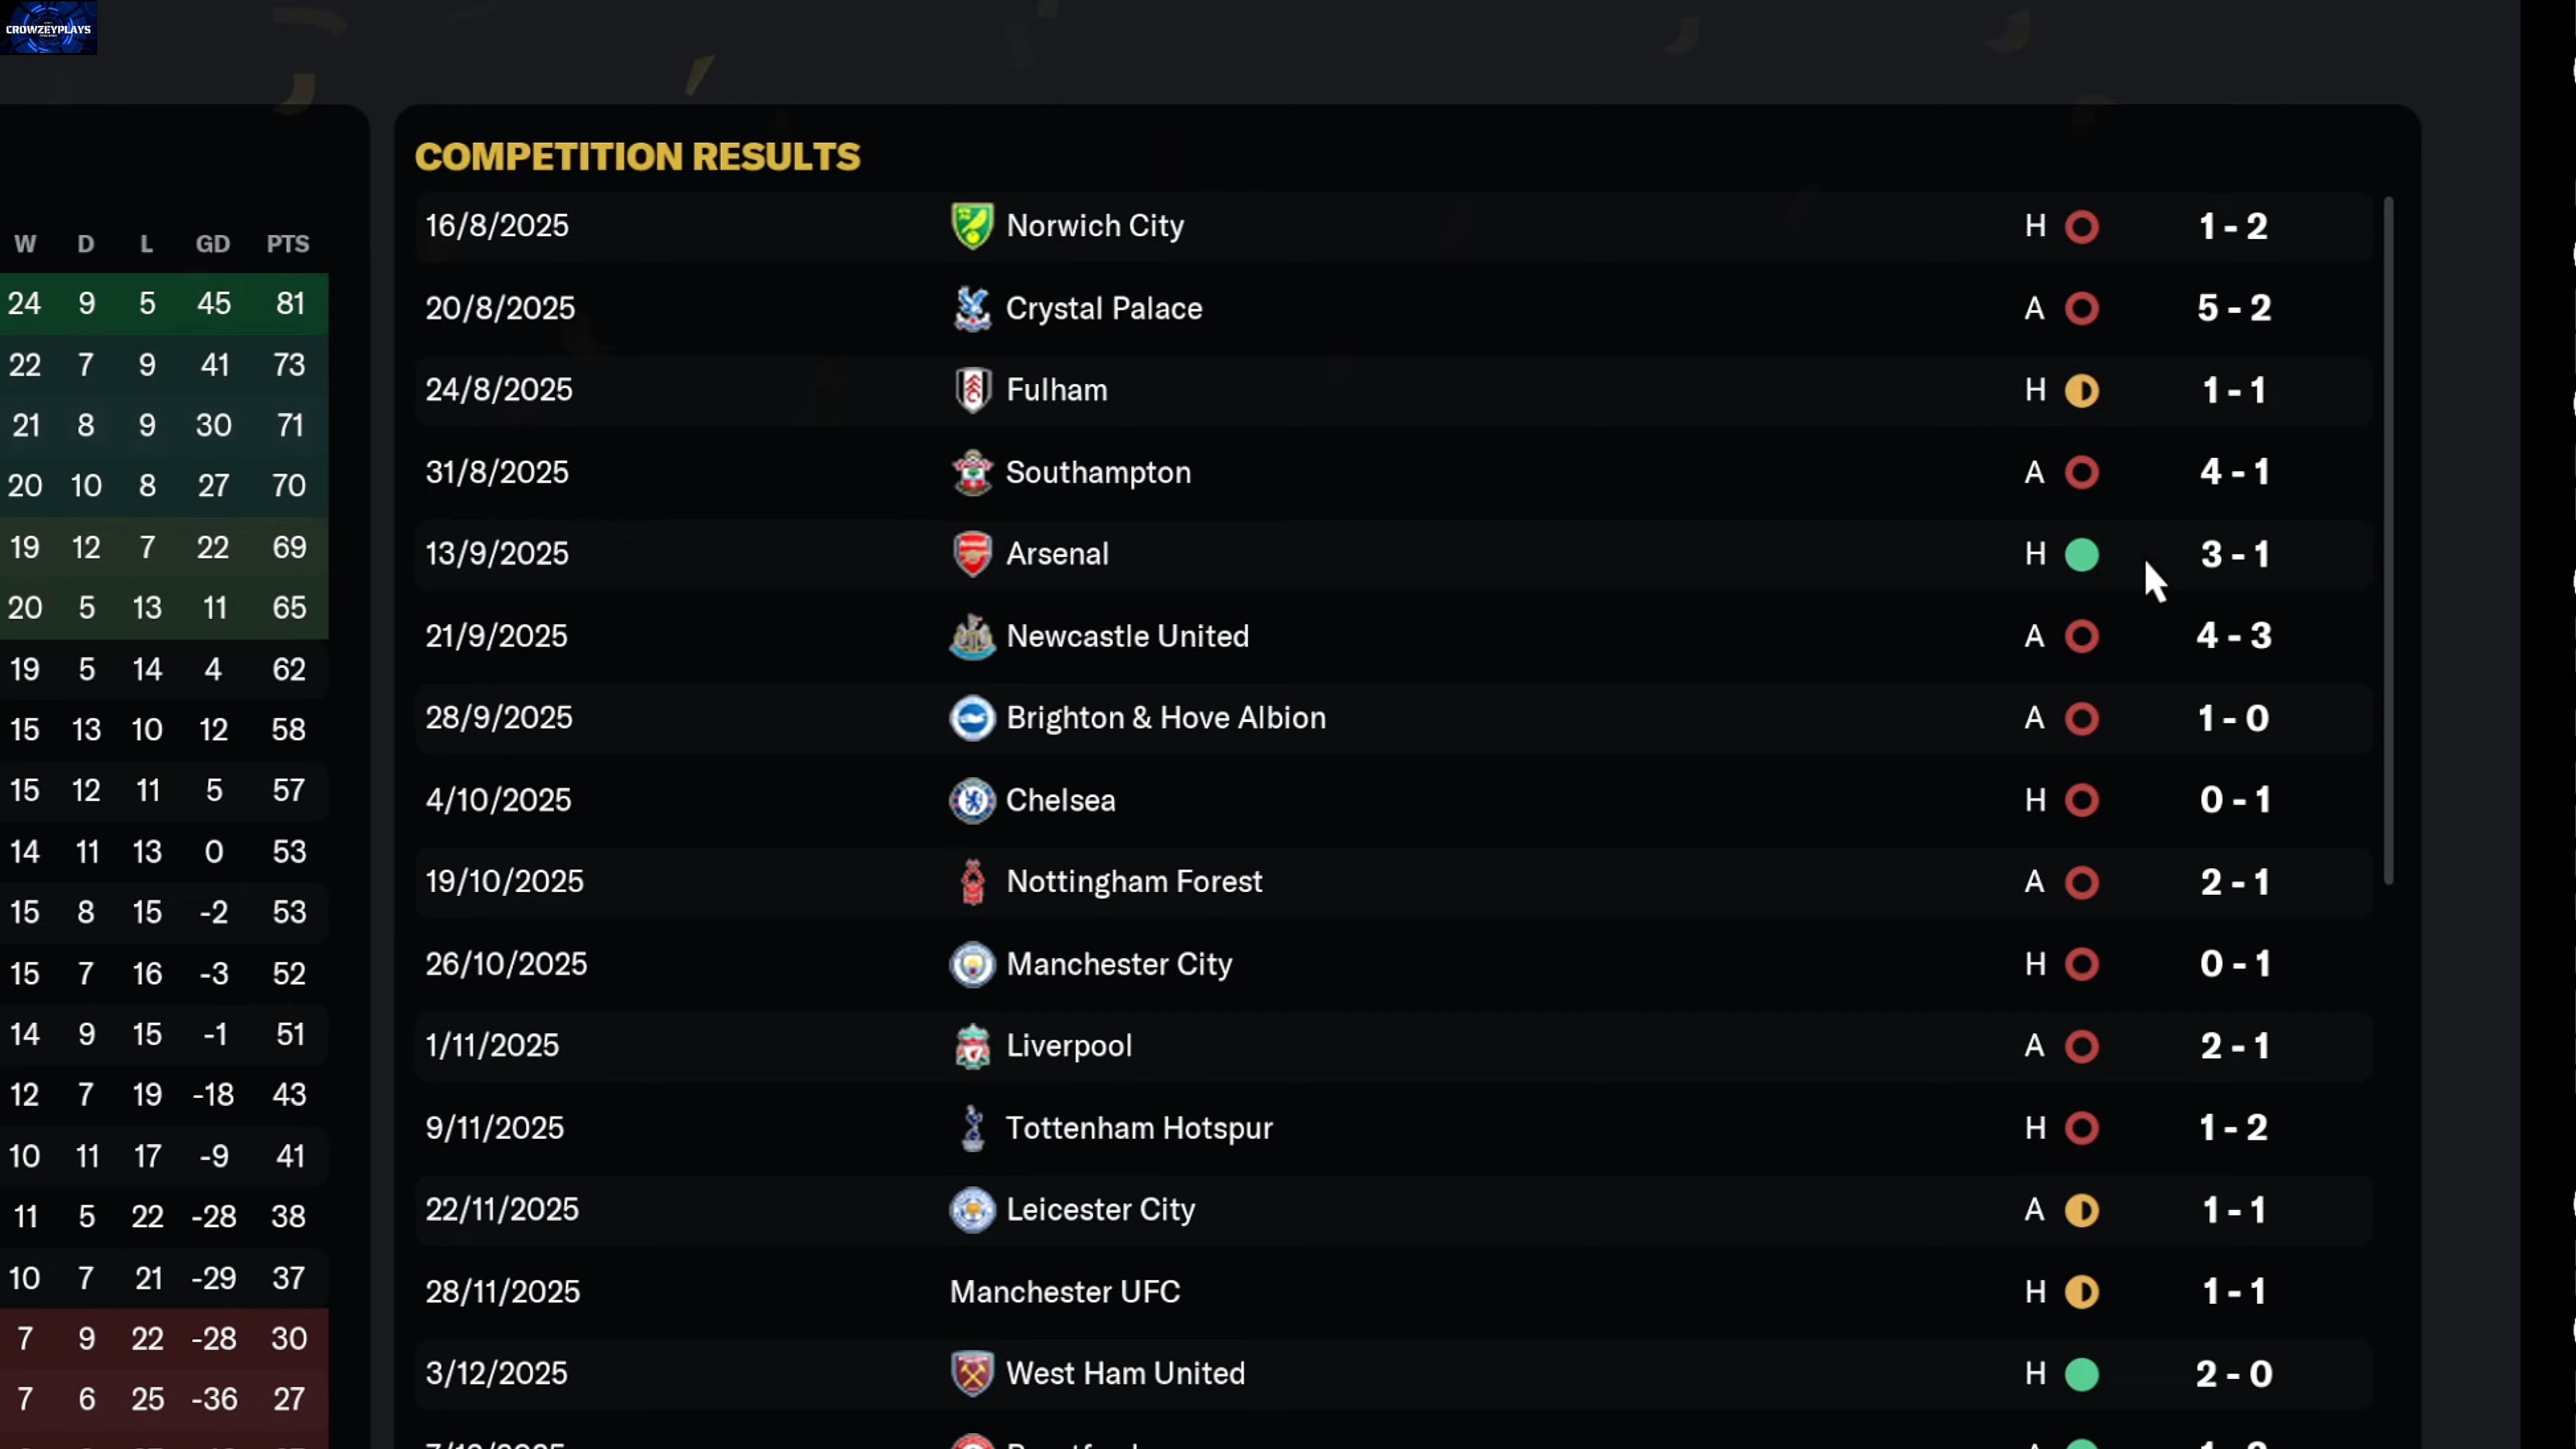 CROWZEYPLAYS
W D L GD PTS
24 9 5 45 81
22 7 9 41 73
21 8 9 30 71
20 10 8 27 70
19 12 7 22 69
20 5 13 11 65
19 5 14 4 62
15 13 10 12 58
15 12 11 5 57
14 11 13 0 53
15 8 15 -2 53
15 7 16 -3 52
14 9 15 -1 51
12 7 19 -18 43
10 11 17 -9 41
11 5 22 -28 38
10 7 21 -29 37
7 9 22 -28 30
7 6 25 -36 27
COMPETITION RESULTS
16/8/2025 Norwich City H 1 - 2
20/8/2025 Crystal Palace A 5 - 2
24/8/2025 Fulham H 1 - 1
31/8/2025 Southampton A 4 - 1
13/9/2025 Arsenal H 3 - 1
21/9/2025 Newcastle United A 4 - 3
28/9/2025 Brighton & Hove Albion A 1 - 0
4/10/2025 Chelsea H 0 - 1
19/10/2025 Nottingham Forest A 2 - 1
26/10/2025 Manchester City H 0 - 1
1/11/2025 Liverpool A 2 - 1
9/11/2025 Tottenham Hotspur H 1 - 2
22/11/2025 Leicester City A 1 - 1
28/11/2025 Manchester UFC H 1 - 1
3/12/2025 West Ham United H 2 - 0